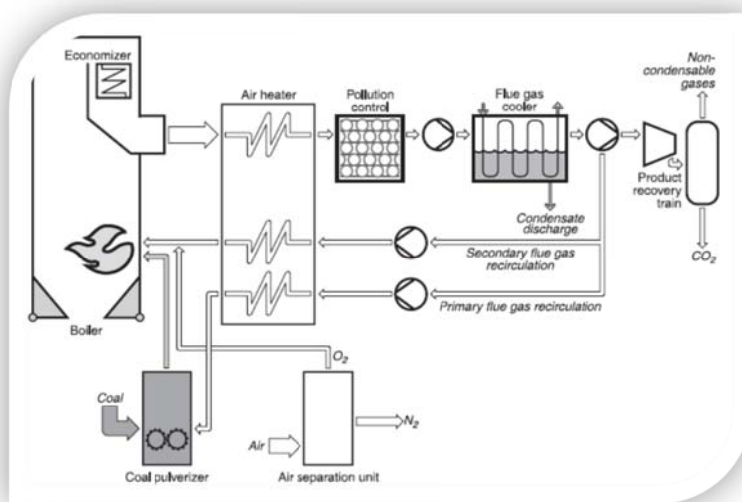 Economizer
Air heater
Pollution
control
Flue gas
cooler
Non-
condensable
gases
Product
recovery
train
Condensate
discharge
Secondary flue gas
recirculation
CO2
Primary flue gas recirculation
Boiler
O2
Coal
Air
N2
Coal pulverizer
Air separation unit